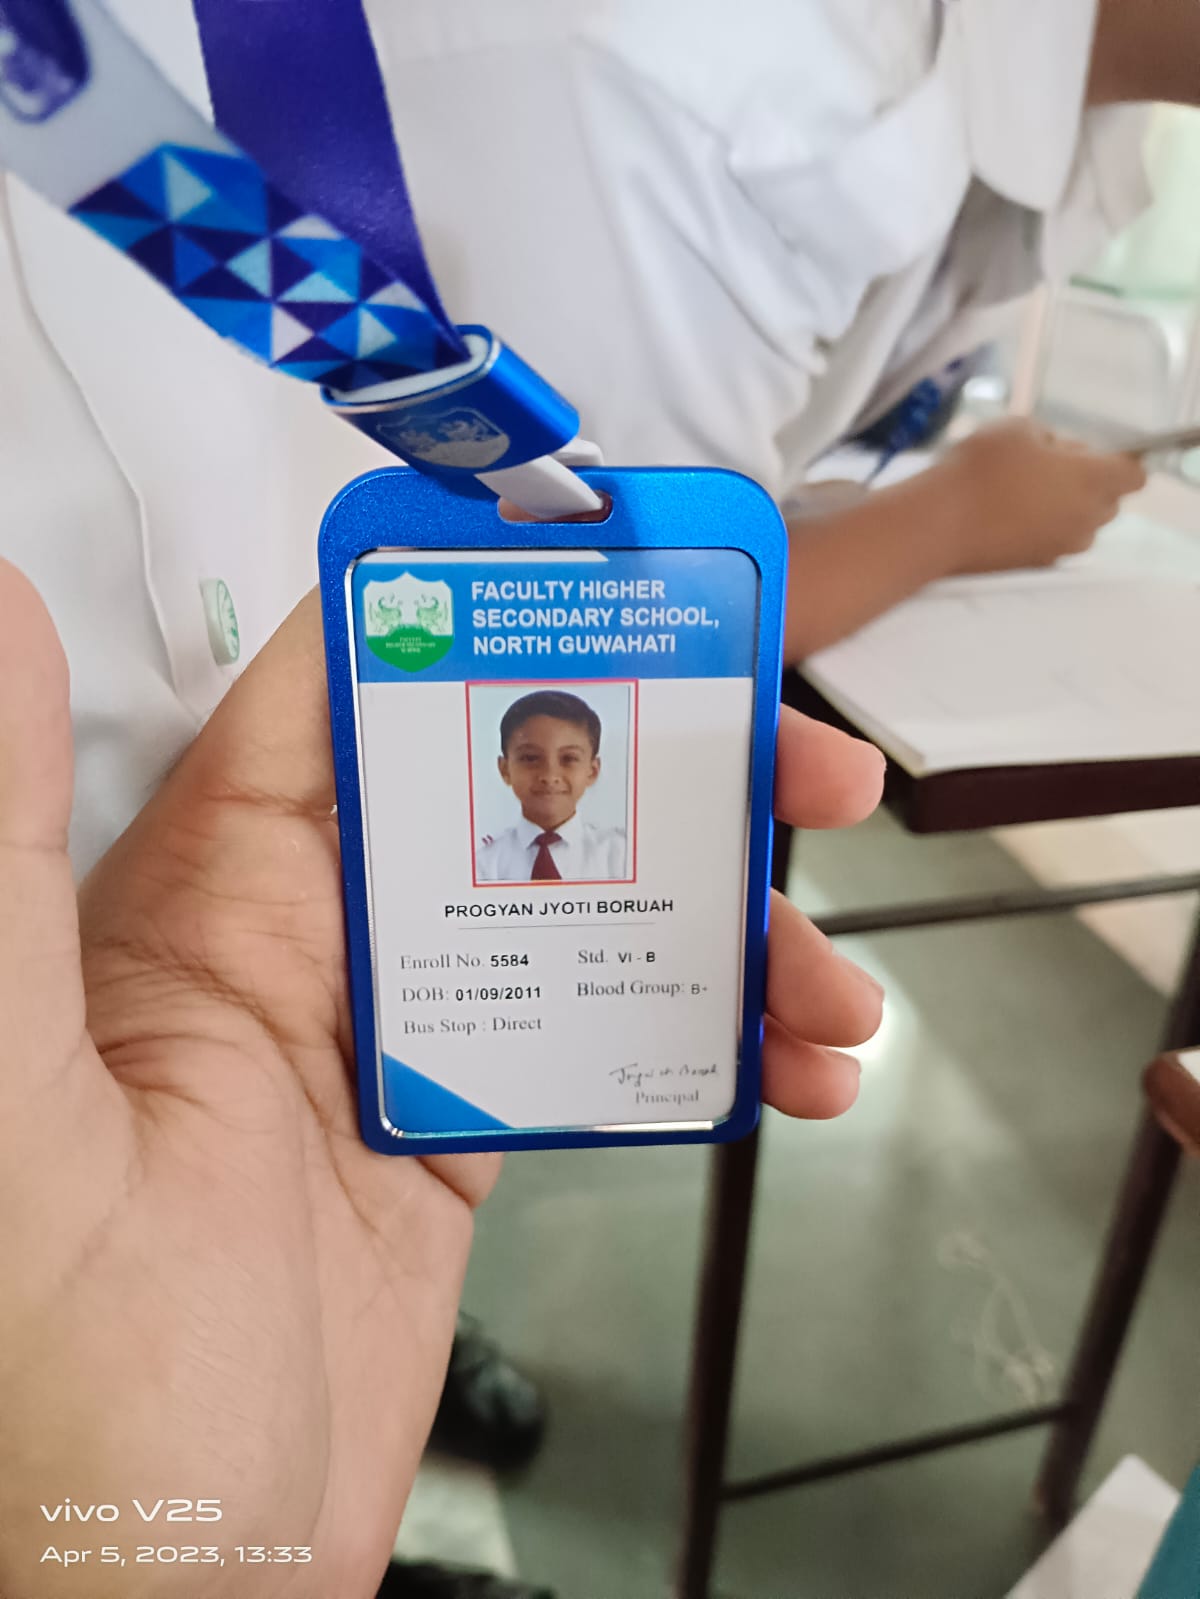 FACULTY HIGHER
SECONDARY SCHOOL,
NORTH GUWAHATI
PROGYAN JYOTI BORUAH
Enroll No. 5584
Std. VI - B
DOB: 01/09/2011
Blood Group: B+
Bus Stop : Direct
Principal
vivo V25
Apr 5, 2023, 13:33